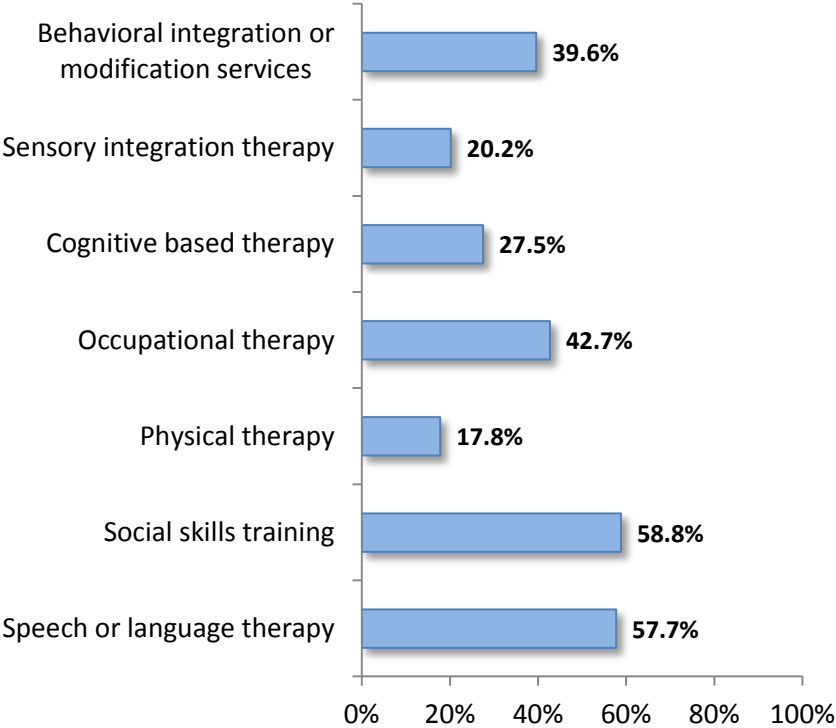 Behavioral integration or
modification services
39.6%
Sensory integration therapy
20.2%
Cognitive based therapy
27.5%
Occupational therapy
42.7%
Physical therapy
17.8%
Social skills training
58.8%
Speech or language therapy
57.7%
0% 20% 40% 60% 80% 100%